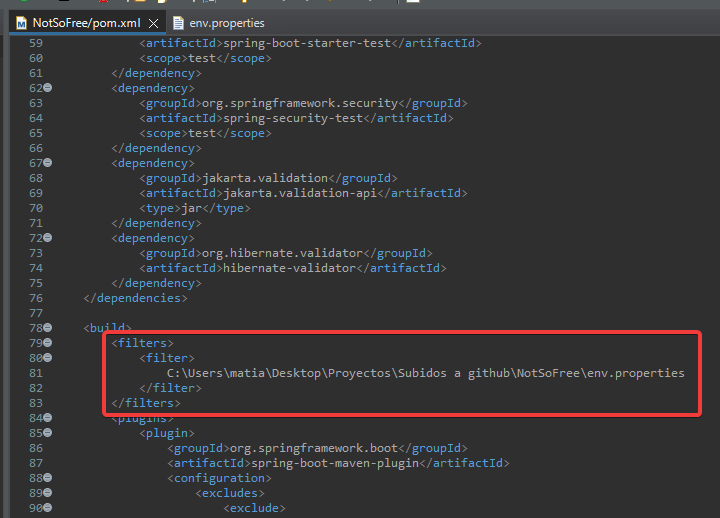 NotSoFree/pom.xml
env.properties
59 <artifactId>spring-boot-starter-test</artifactId>
60 <scope>test</scope>
61 </dependency>
62 <dependency>
63 <groupId>org.springframework.security</groupId>
64 <artifactId>spring-security-test</artifactId>
65 <scope>test</scope>
66 </dependency>
67 <dependency>
68 <groupId>jakarta.validation</groupId>
69 <artifactId>jakarta.validation-api</artifactId>
70 <type>jar</type>
71 </dependency>
72 <dependency>
73 <groupId>org.hibernate.validator</groupId>
74 <artifactId>hibernate-validator</artifactId>
75 </dependency>
76 </dependencies>
77
78 <build>
79 <filters>
80 <filter>
81 C:\Users\matia\Desktop\Proyectos\Subidos a github\NotSoFree\env.properties
82 </filter>
83 </filters>
84 <plugins>
85 <plugin>
86 <groupId>org.springframework.boot</groupId>
87 <artifactId>spring-boot-maven-plugin</artifactId>
88 <configuration>
89 <excludes>
90 <exclude>